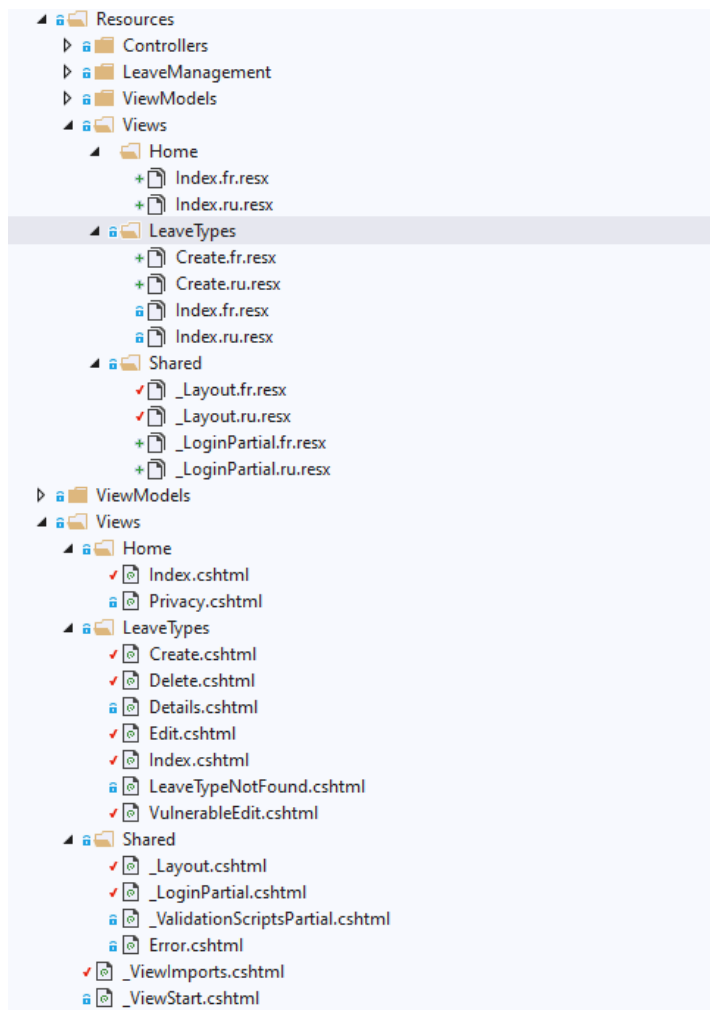 Resources
Controllers
LeaveManagement
ViewModels
Views
Home
Index.fr.resx
Index.ru.resx
LeaveTypes
Create.fr.resx
Create.ru.resx
Index.fr.resx
Index.ru.resx
Shared
_Layout.fr.resx
_Layout.ru.resx
_LoginPartial.fr.resx
_LoginPartial.ru.resx
ViewModels
Views
Home
Index.cshtml
Privacy.cshtml
LeaveTypes
Create.cshtml
Delete.cshtml
Details.cshtml
Edit.cshtml
Index.cshtml
LeaveTypeNotFound.cshtml
VulnerableEdit.cshtml
Shared
_Layout.cshtml
_LoginPartial.cshtml
_ValidationScriptsPartial.cshtml
Error.cshtml
_ViewImports.cshtml
_ViewStart.cshtml